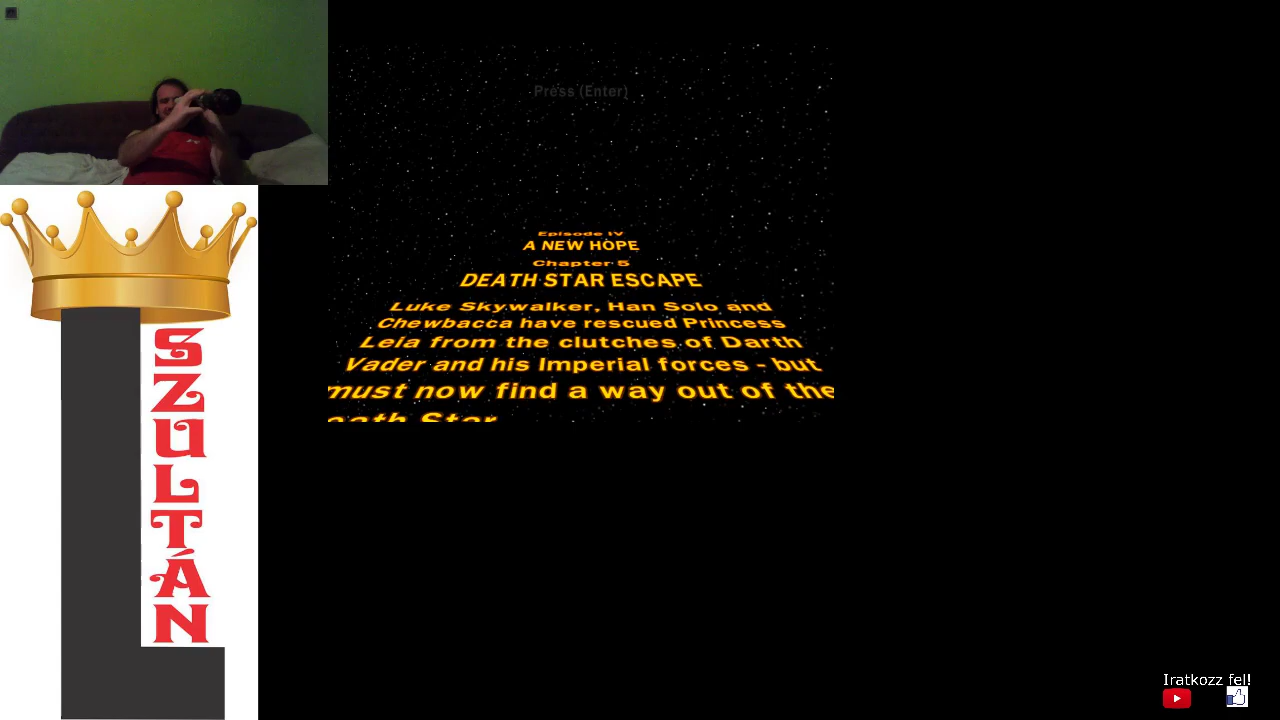 Press (Enter)
Episode IV
A NEW HOPE
Chapter 5
DEATH STAR ESCAPE
Luke Skywalker, Han Solo and
Chewbacca have rescued Princess
Leia from the clutches of Darth
Vader and his Imperial forces - but
must now find a way out of the
eath Star
L
SZULTÁN
Iratkozz fel!